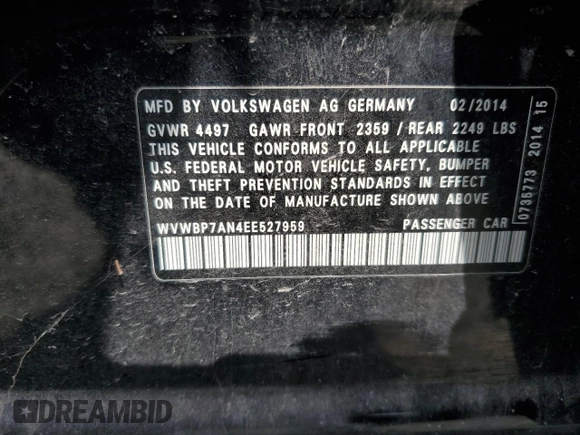 MFD BY VOLKSWAGEN AG GERMANY 02/2014
GVWR 4497 GAWR FRONT 2359 / REAR 2249 LBS
THIS VEHICLE CONFORMS TO ALL APPLICABLE
U.S. FEDERAL MOTOR VEHICLE SAFETY, BUMPER
AND THEFT PREVENTION STANDARDS IN EFFECT
ON THE DATE OF MANUFACTURE SHOWN ABOVE
WVWBP7AN4EE527959 PASSENGER CAR
0735773 2014 15
DREAMBID